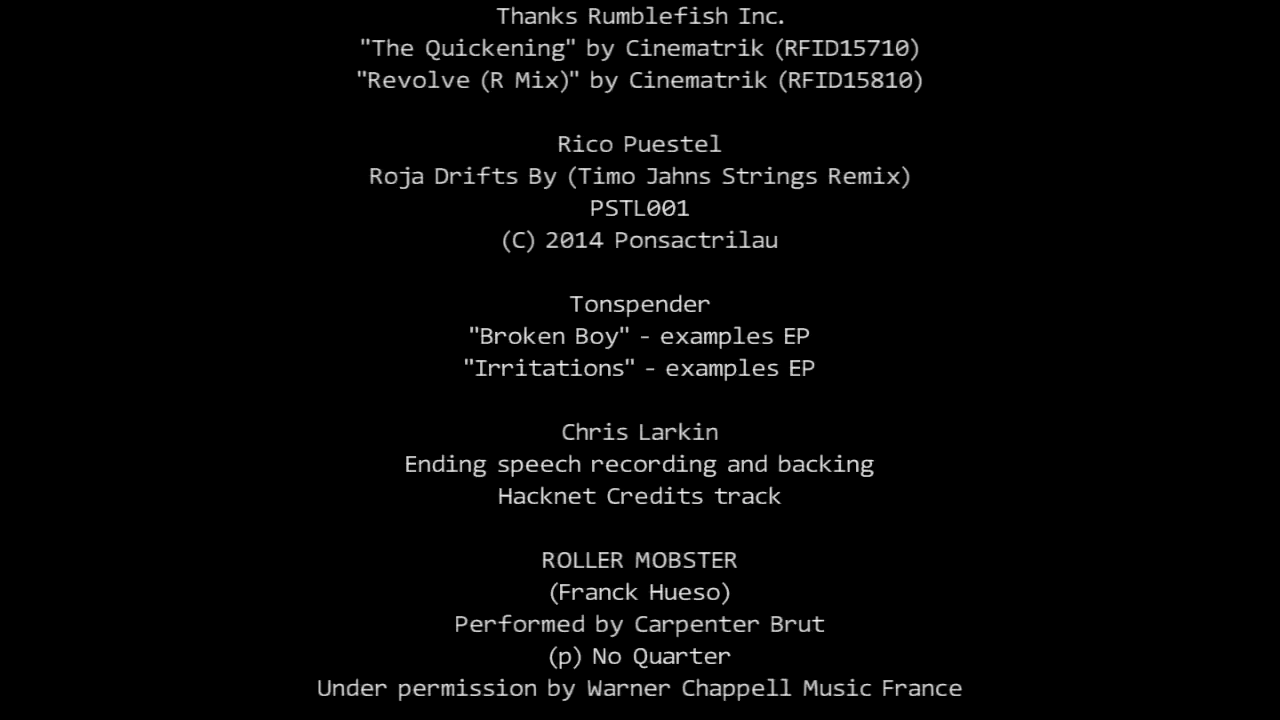 Thanks Rumblefish Inc.
"The Quickening" by Cinematrik (RFID15710)
"Revolve (R Mix)" by Cinematrik (RFID15810)
Rico Puestel
Roja Drifts By (Timo Jahns Strings Remix)
PSTL001
(C) 2014 Ponsactrilau
Tonspender
"Broken Boy" - examples EP
"Irritations" - examples EP
Chris Larkin
Ending speech recording and backing
Hacknet Credits track
ROLLER MOBSTER
(Franck Hueso)
Performed by Carpenter Brut
(p) No Quarter
Under permission by Warner Chappell Music France